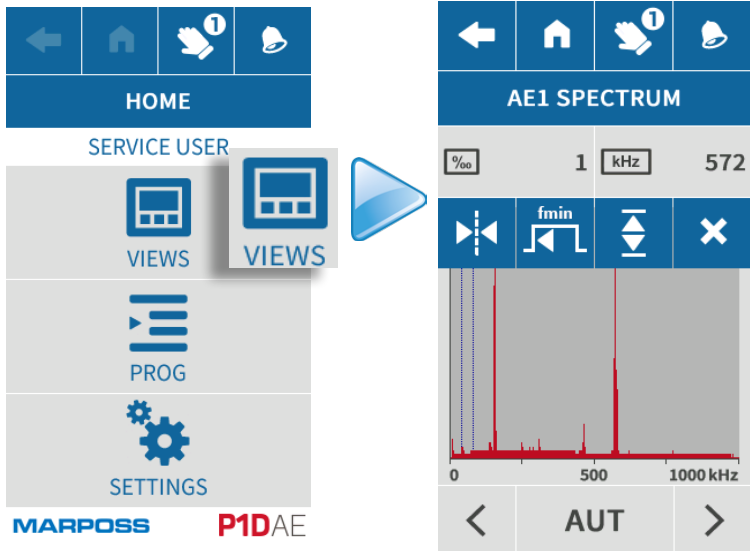 1
HOME
SERVICE USER
VIEWS
VIEWS
PROG
SETTINGS
MARPOSS P1DAE
1
AE1 SPECTRUM
‰ 1 kHz 572
fmin
0 500 1000 kHz
AUT